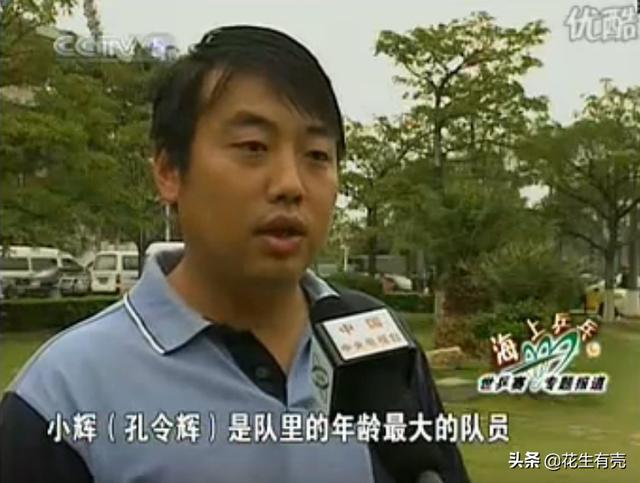 CCTV 优酷
中国
中央电视台
海上乒乓
世乒赛 专题报道
小辉（孔令辉）是队里的年龄最大的队员
头条 @花生有壳